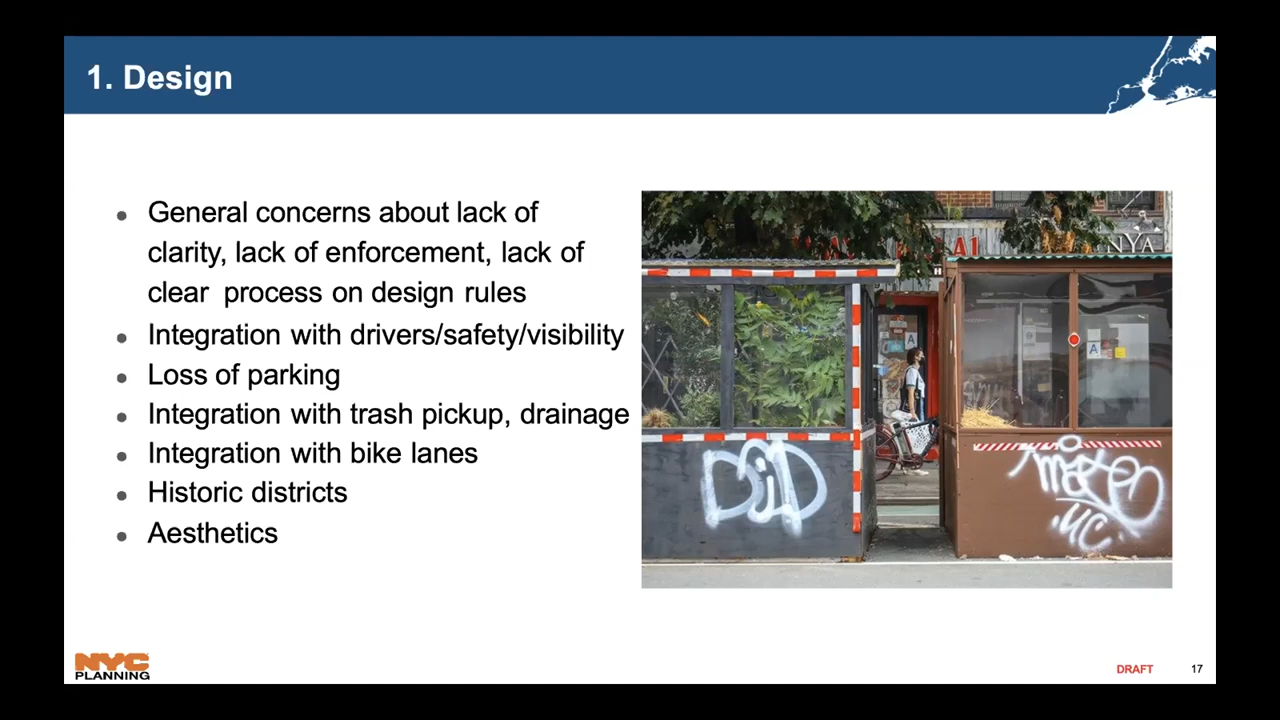 1. Design
General concerns about lack of
clarity, lack of enforcement, lack of
clear process on design rules
Integration with drivers/safety/visibility
Loss of parking
Integration with trash pickup, drainage
Integration with bike lanes
Historic districts
Aesthetics
NYA
A
A
NYC
PLANNING
DRAFT
17